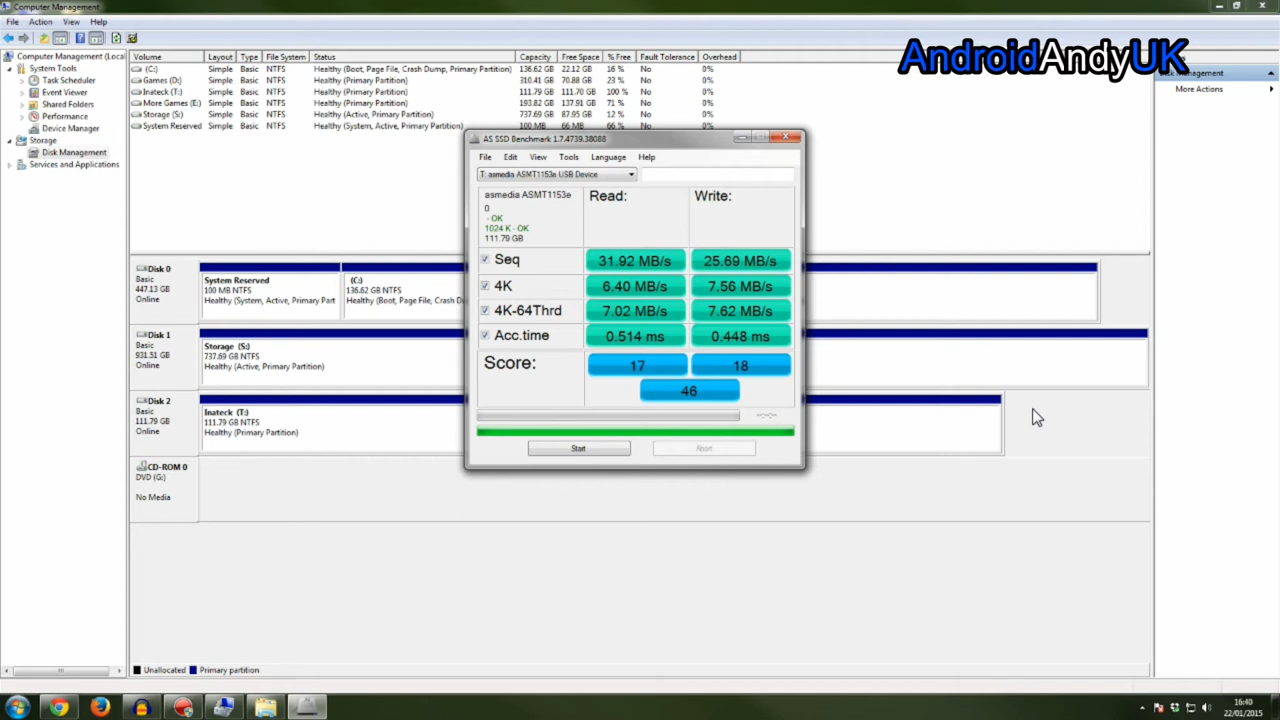 Computer Management
File Action View Help
AndroidAndyUK
Computer Management (Local
System Tools
Task Scheduler
Event Viewer
Shared Folders
Performance
Device Manager
Storage
Disk Management
Services and Applications
Volume Layout Type File System Status Capacity Free Space % Free Fault Tolerance Overhead
(C:) Simple Basic NTFS Healthy (Boot, Page File, Crash Dump, Primary Partition) 136.62 GB 22.12 GB 16 % No 0%
Games (D:) Simple Basic NTFS Healthy (Primary Partition) 310.41 GB 70.88 GB 23 % No 0%
Inateck (T:) Simple Basic NTFS Healthy (Primary Partition) 111.79 GB 111.70 GB 100 % No 0%
More Games (E:) Simple Basic NTFS Healthy (Primary Partition) 193.82 GB 137.91 GB 71 % No 0%
Storage (S:) Simple Basic NTFS Healthy (Active, Primary Partition) 737.69 GB 87.95 GB 12 % No 0%
System Reserved Simple Basic NTFS Healthy (System, Active, Primary Partition) 100 MB 66 MB 66 % No 0%
Disk Management
More Actions
AS SSD Benchmark 1.7.4739.38088
File Edit View Tools Language Help
T: asmedia ASMT1153e USB Device
asmedia ASMT1153e
0
- OK
1024 K - OK
111.79 GB
Read: Write:
Seq 31.92 MB/s 25.69 MB/s
4K 6.40 MB/s 7.56 MB/s
4K-64Thrd 7.02 MB/s 7.62 MB/s
Acc.time 0.514 ms 0.448 ms
Score: 17 18
46
-:--:--
Start Abort
Disk 0
Basic
447.13 GB
Online
System Reserved
100 MB NTFS
Healthy (System, Active, Primary Part
(C:)
136.62 GB NTFS
Healthy (Boot, Page File, Crash Dump
Disk 1
Basic
931.51 GB
Online
Storage (S:)
737.69 GB NTFS
Healthy (Active, Primary Partition)
Disk 2
Basic
111.79 GB
Online
Inateck (T:)
111.79 GB NTFS
Healthy (Primary Partition)
CD-ROM 0
DVD (G:)
No Media
Unallocated Primary partition
16:40
22/01/2015